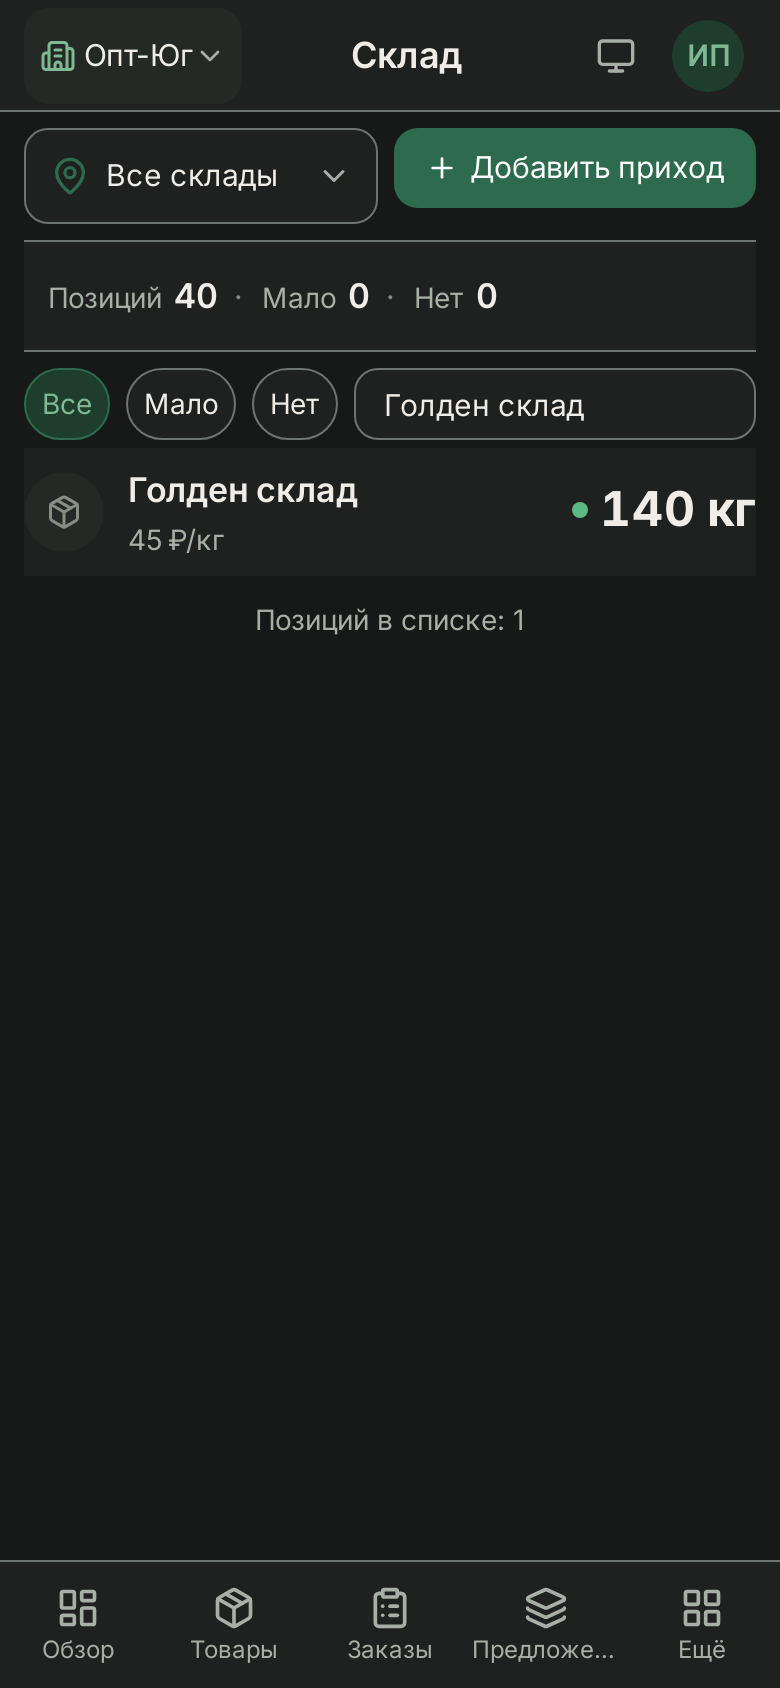 Опт-Юг
Склад
ИП
Все склады
+ Добавить приход
Позиций 40 · Мало 0 · Нет 0
Все
Мало
Нет
Голден склад
Голден склад
45 ₽/кг
140 кг
Позиций в списке: 1
Обзор
Товары
Заказы
Предложе...
Ещё